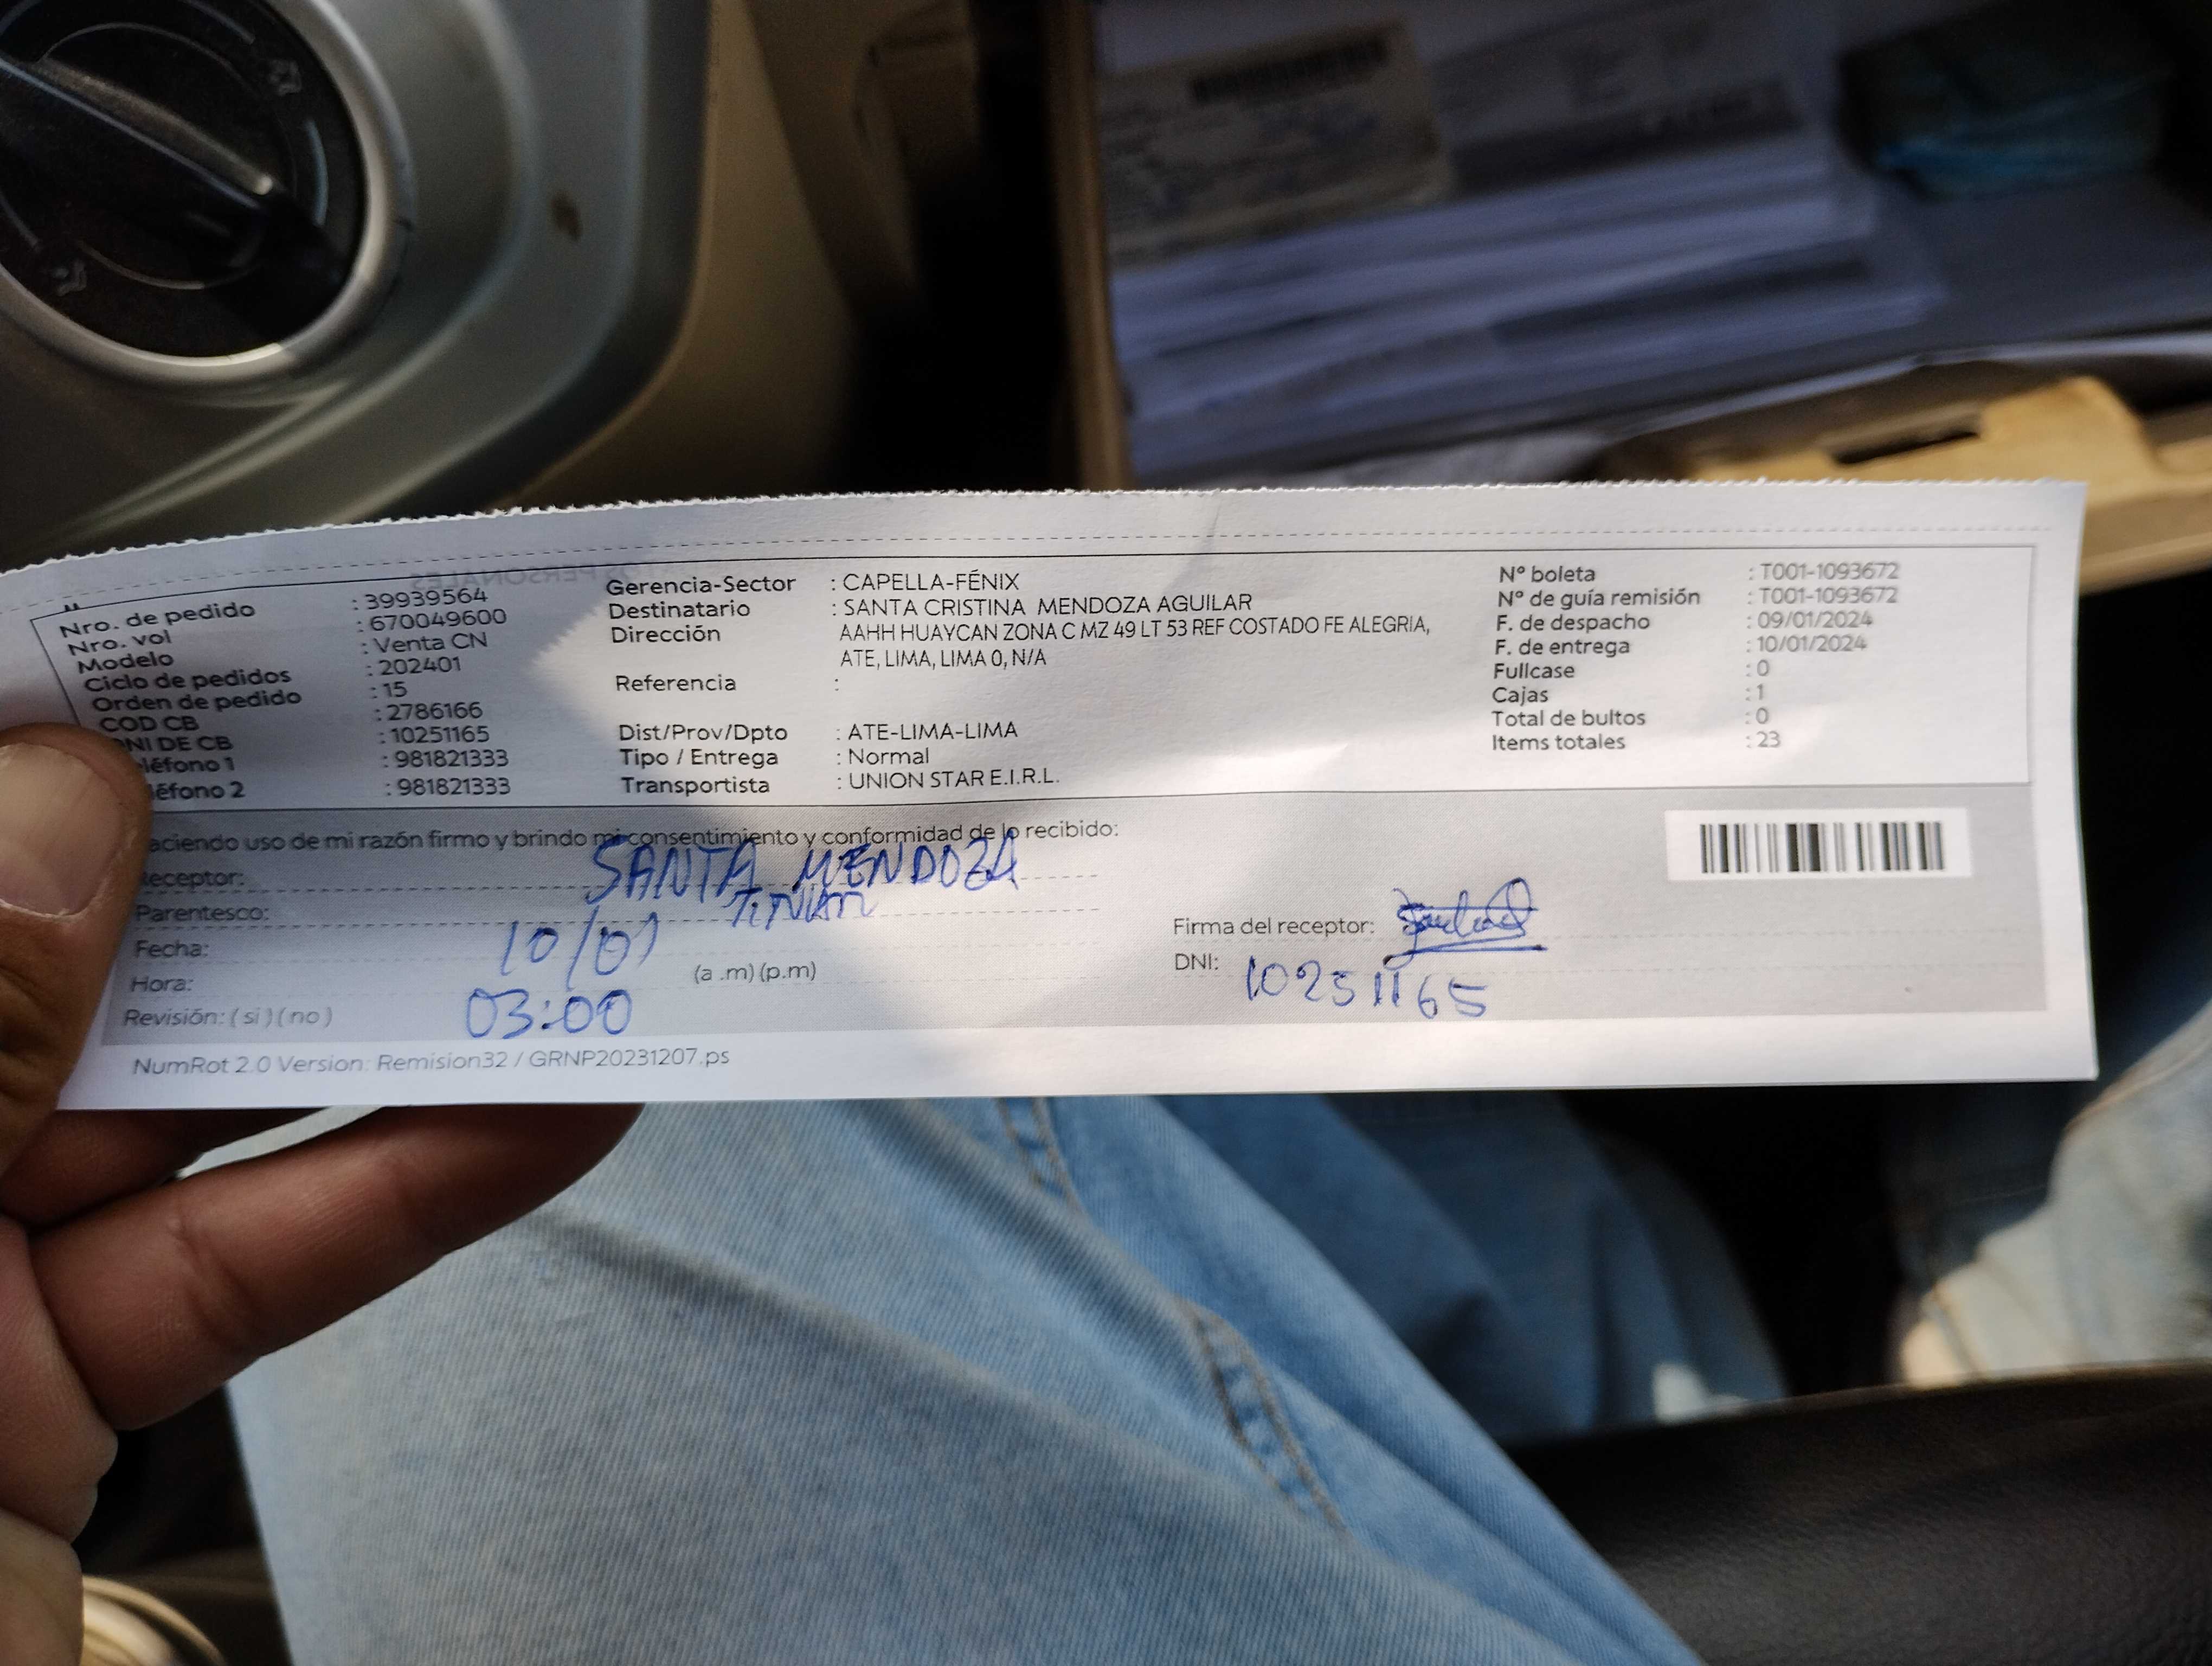 Nro. de pedido : 39939564
Nro. vol : 670049600
Modelo : Venta CN
Ciclo de pedidos : 202401
Orden de pedido : 15
COD CB : 2786166
DNI DE CB : 10251165
léfono 1 : 981821333
léfono 2 : 981821333
Gerencia-Sector : CAPELLA-FÉNIX
Destinatario : SANTA CRISTINA MENDOZA AGUILAR
Dirección AAHH HUAYCAN ZONA C MZ 49 LT 53 REF COSTADO FE ALEGRIA,
ATE, LIMA, LIMA 0, N/A
Referencia :
Dist/Prov/Dpto : ATE-LIMA-LIMA
Tipo / Entrega : Normal
Transportista : UNION STAR E.I.R.L.
N° boleta : T001-1093672
N° de guía remisión : T001-1093672
F. de despacho : 09/01/2024
F. de entrega : 10/01/2024
Fullcase : 0
Cajas : 1
Total de bultos : 0
Items totales : 23
aciendo uso de mi razón firmo y brindo mi consentimiento y conformidad de lo recibido:
eceptor: SANTA MENDOZA
Parentesco:
Fecha: 10/01
Hora: 03:00 (a .m) (p.m)
Revisión: ( si ) ( no )
Firma del receptor:
DNI: 10251165
NumRot 2.0 Version: Remision32 / GRNP20231207.ps